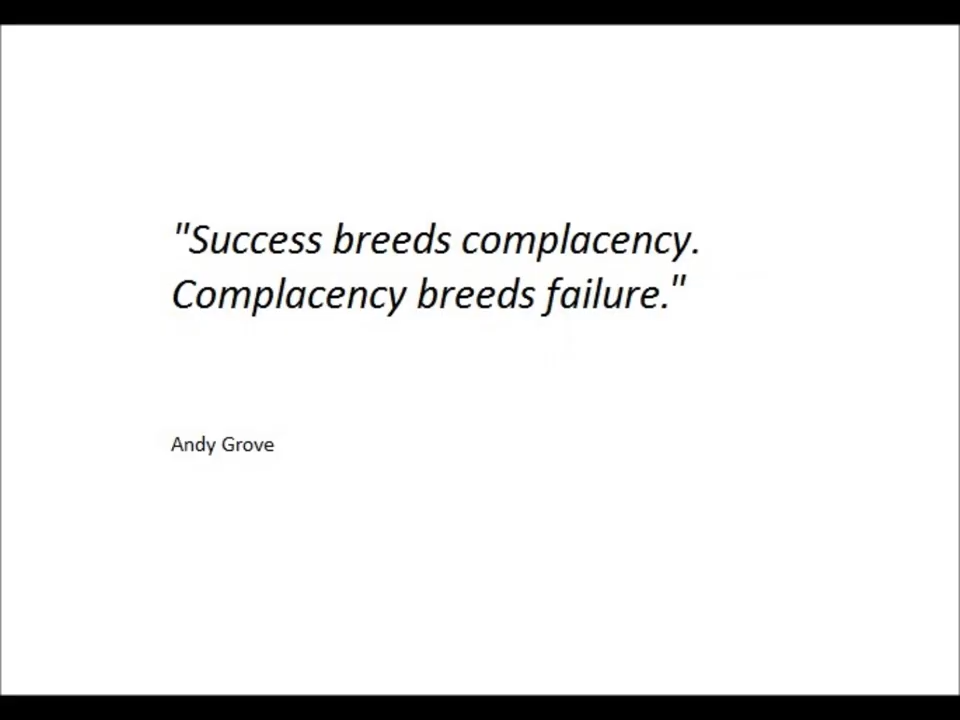 "Success breeds complacency.
Complacency breeds failure."
Andy Grove